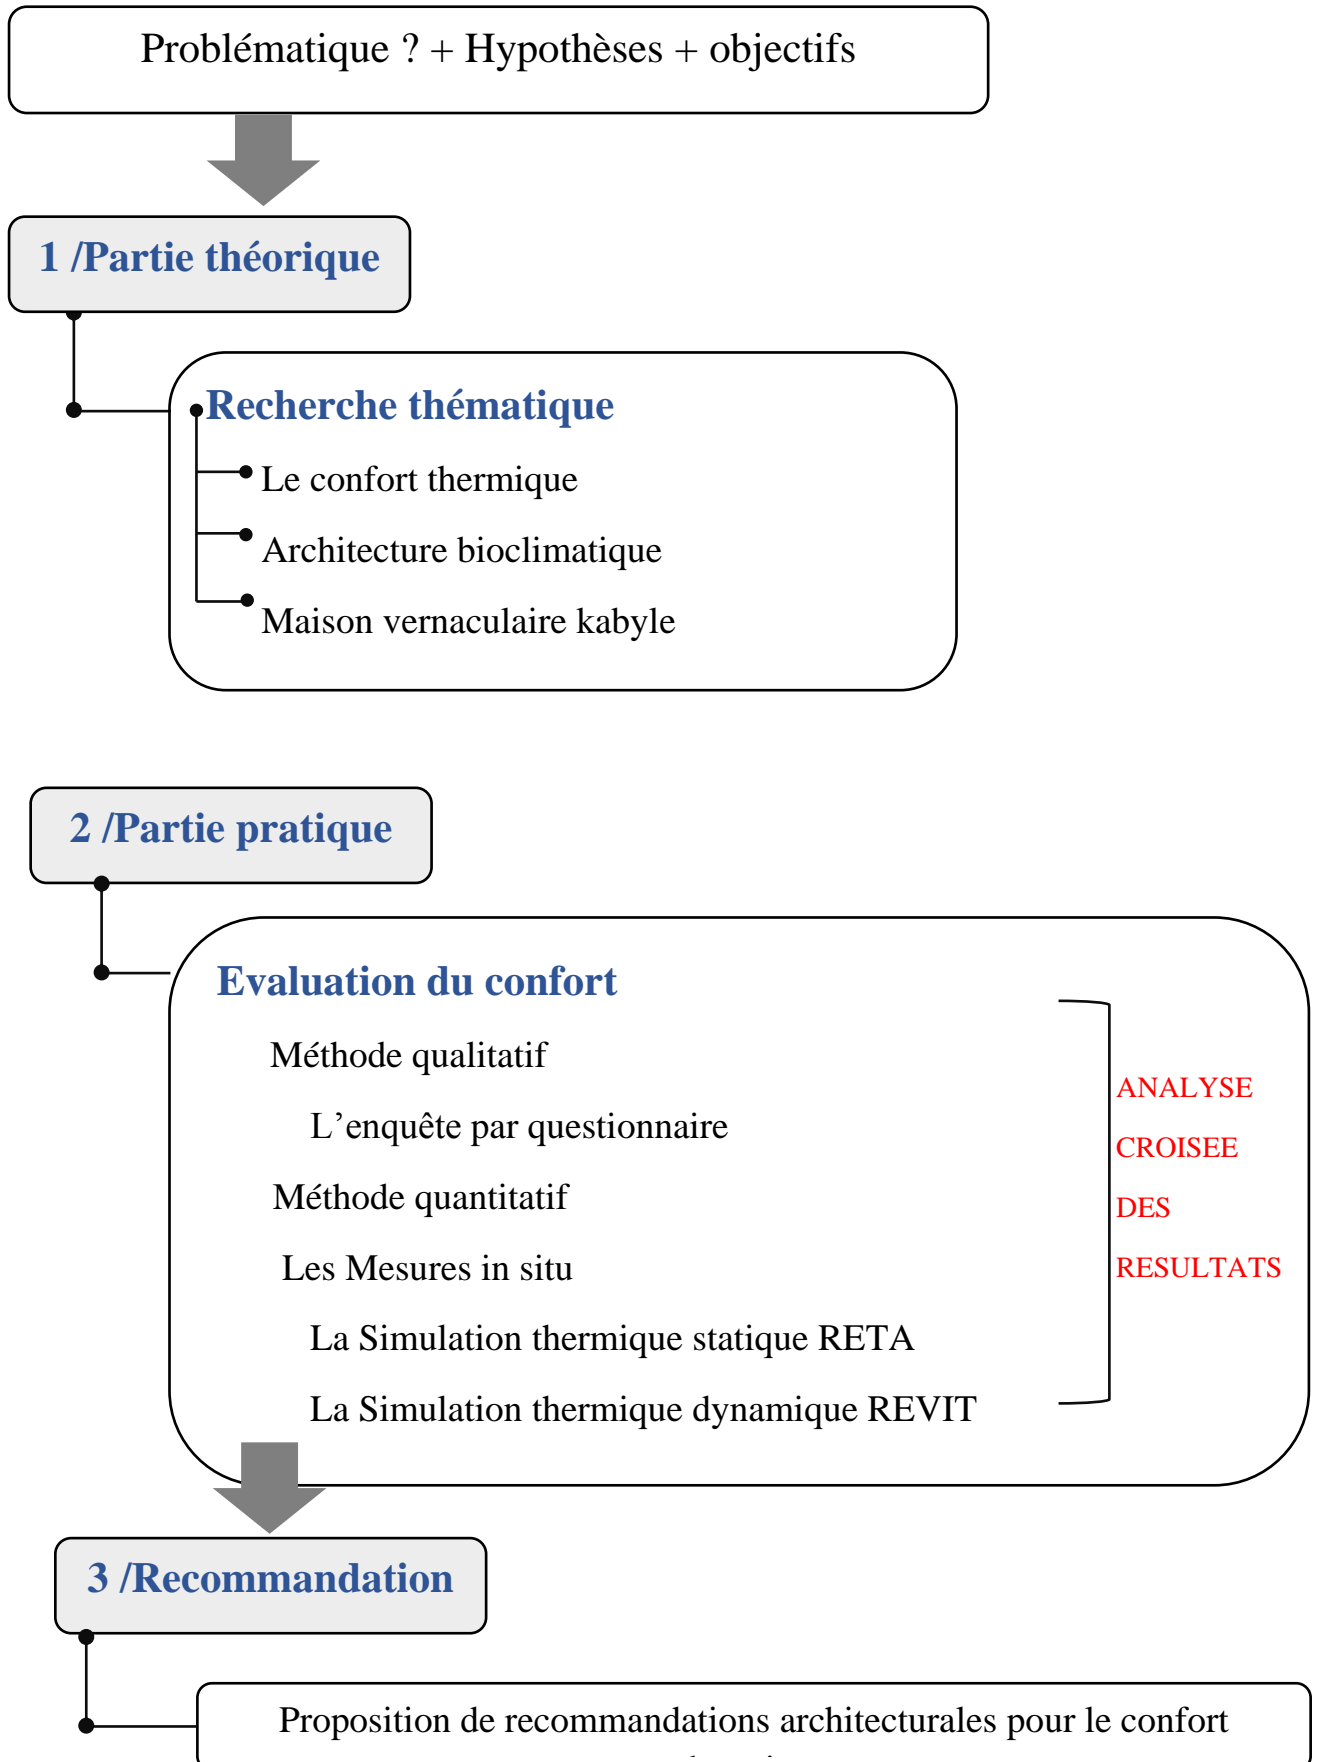 Problématique ? + Hypothèses + objectifs
1 /Partie théorique
Recherche thématique
Le confort thermique
Architecture bioclimatique
Maison vernaculaire kabyle
2 /Partie pratique
Evaluation du confort
Méthode qualitatif
L’enquête par questionnaire
Méthode quantitatif
Les Mesures in situ
La Simulation thermique statique RETA
La Simulation thermique dynamique REVIT
ANALYSE
CROISEE
DES
RESULTATS
3 /Recommandation
Proposition de recommandations architecturales pour le confort